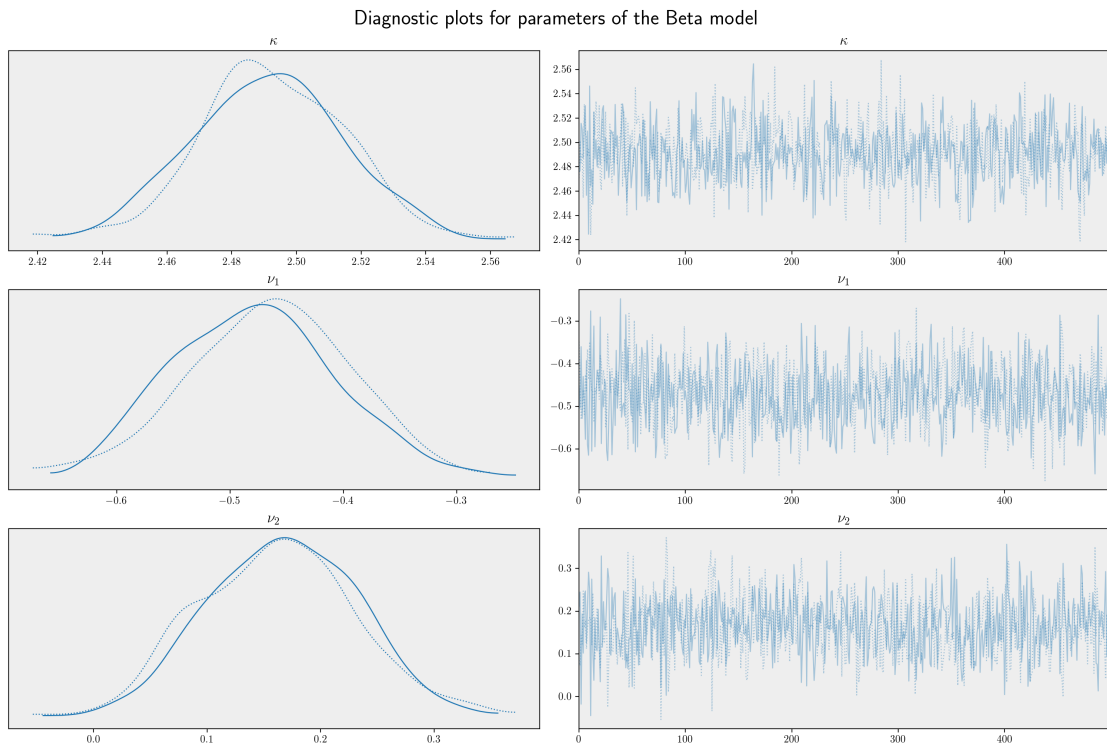 Diagnostic plots for parameters of the Beta model
κ
2.42 2.44 2.46 2.48 2.50 2.52 2.54 2.56
κ
2.56
2.54
2.52
2.50
2.48
2.46
2.44
2.42
0 100 200 300 400
ν₁
−0.6 −0.5 −0.4 −0.3
ν₁
−0.3
−0.4
−0.5
−0.6
0 100 200 300 400
ν₂
0.0 0.1 0.2 0.3
ν₂
0.3
0.2
0.1
0.0
0 100 200 300 400